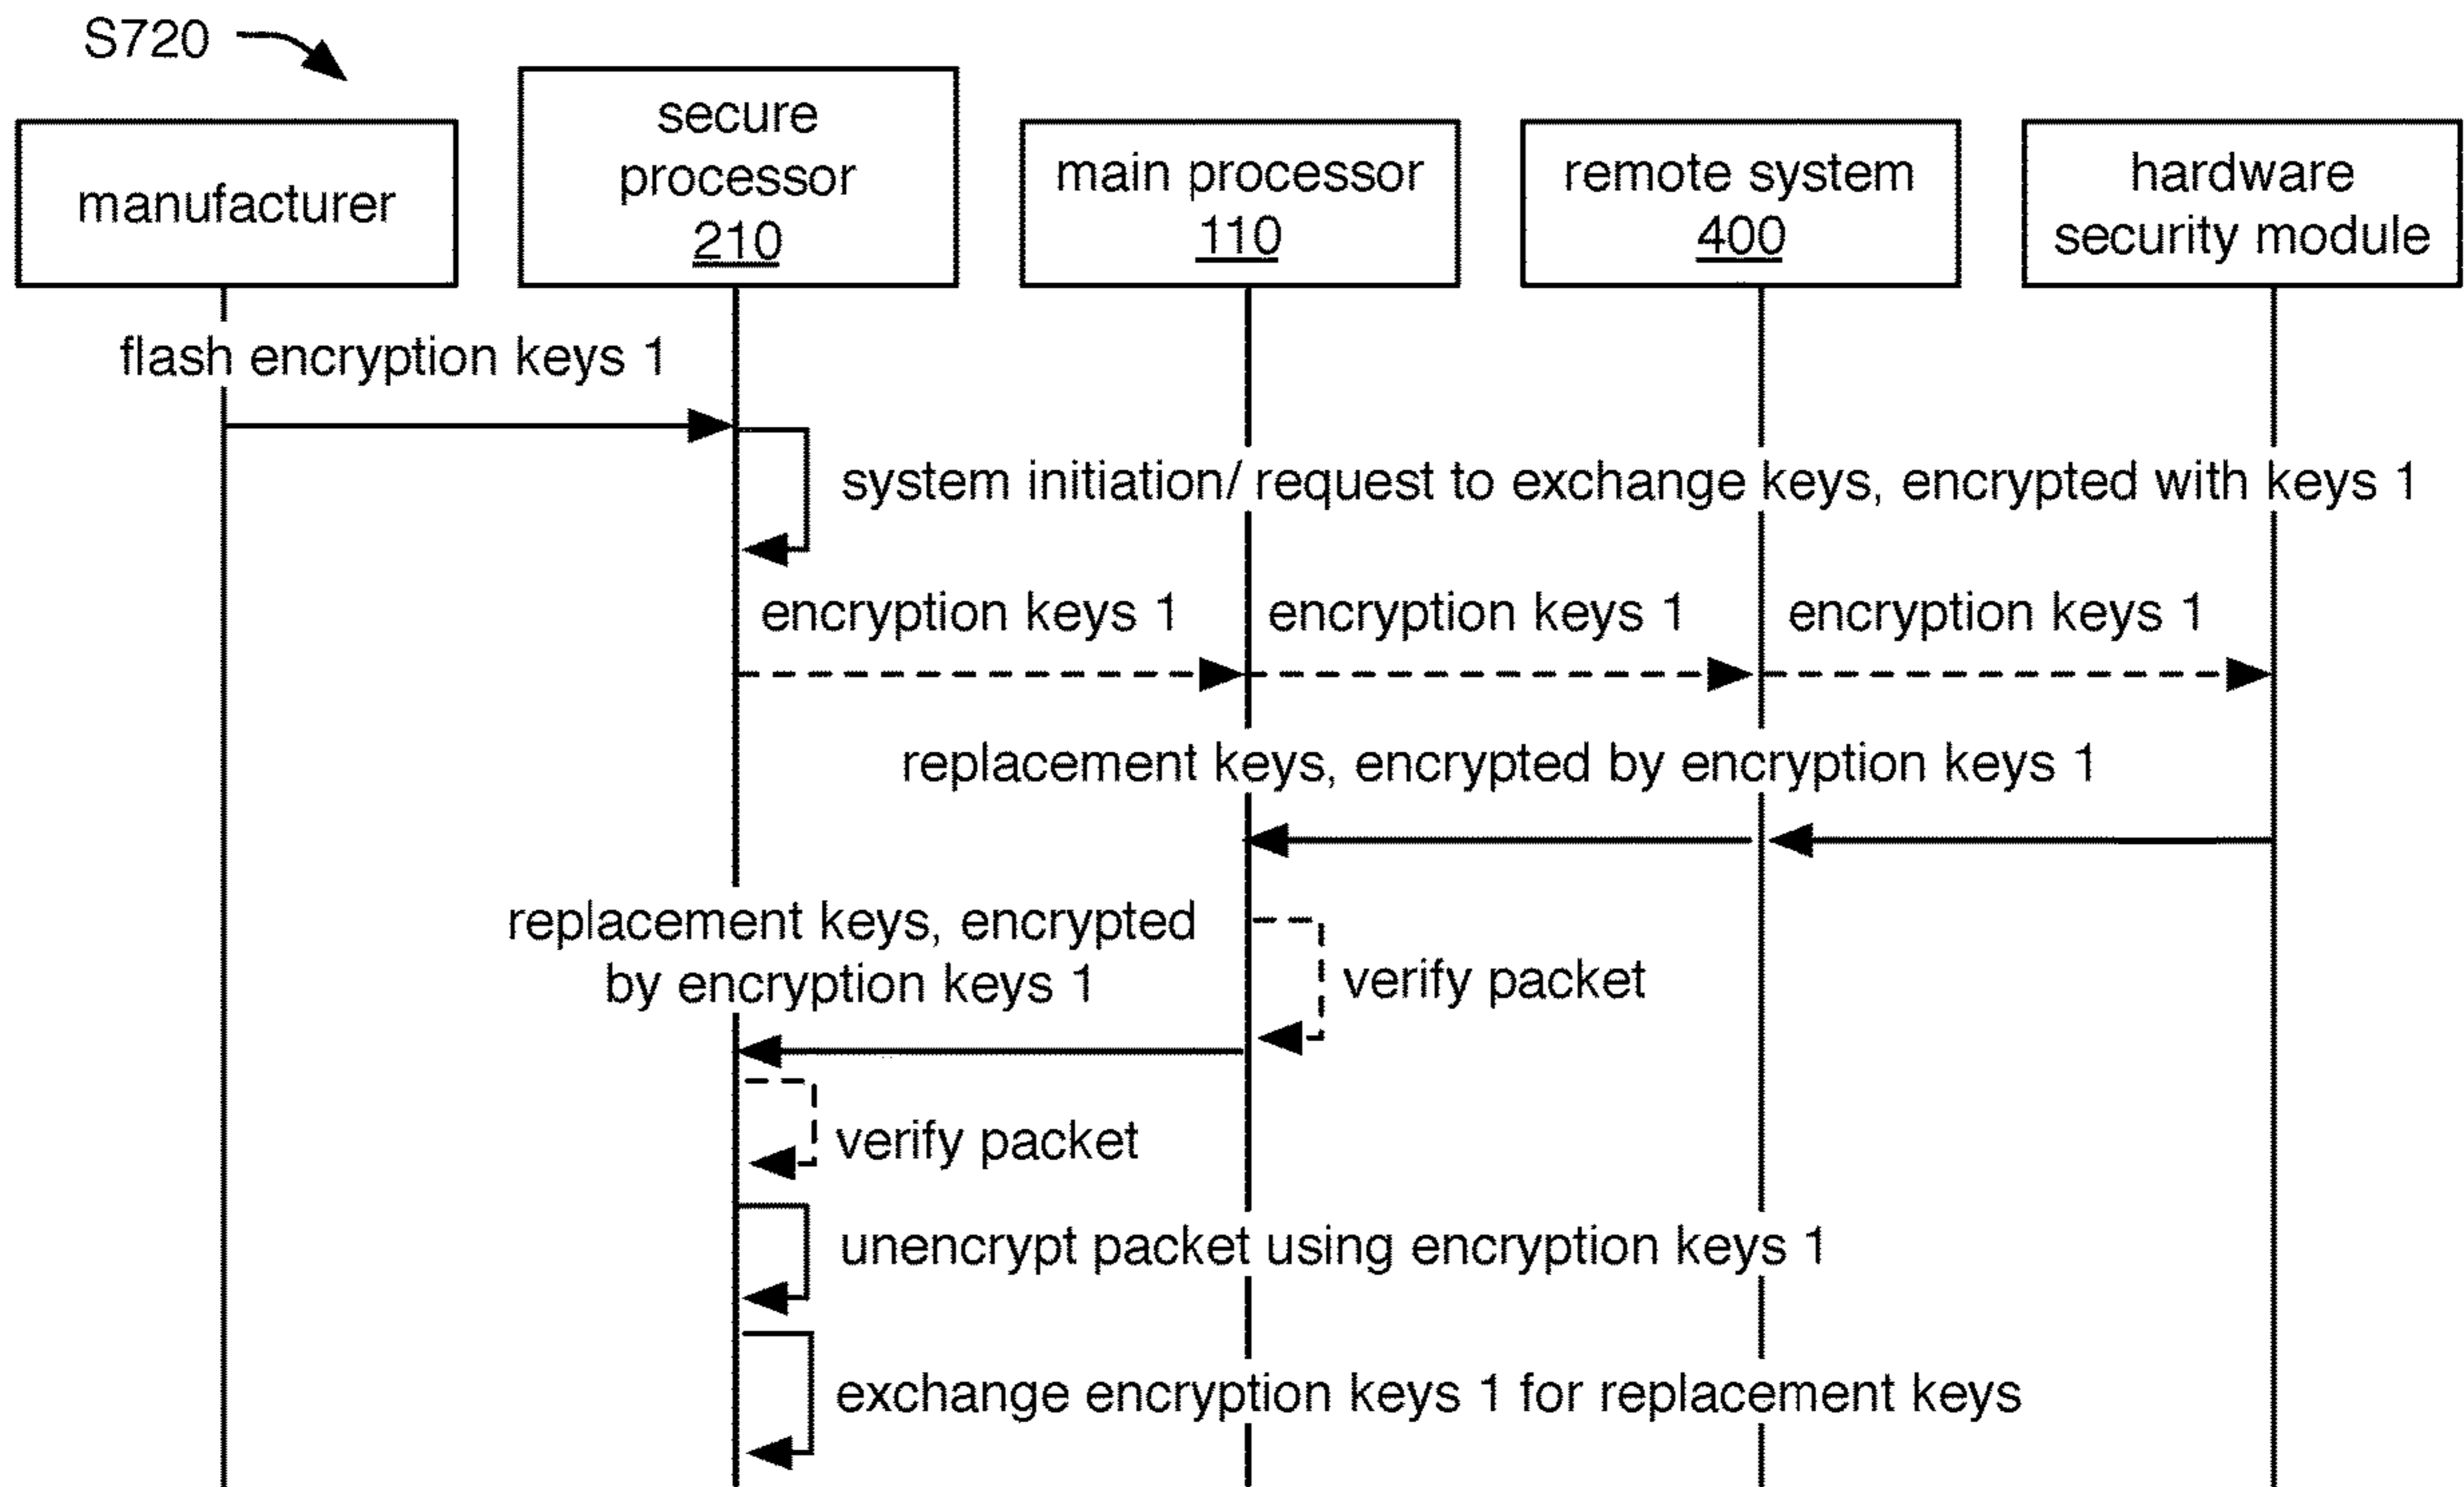 S720
manufacturer
secure
processor
210
main processor
110
remote system
400
hardware
security module
flash encryption keys 1
system initiation/ request to exchange keys, encrypted with keys 1
encryption keys 1
encryption keys 1
encryption keys 1
replacement keys, encrypted by encryption keys 1
replacement keys, encrypted
by encryption keys 1
verify packet
verify packet
unencrypt packet using encryption keys 1
exchange encryption keys 1 for replacement keys